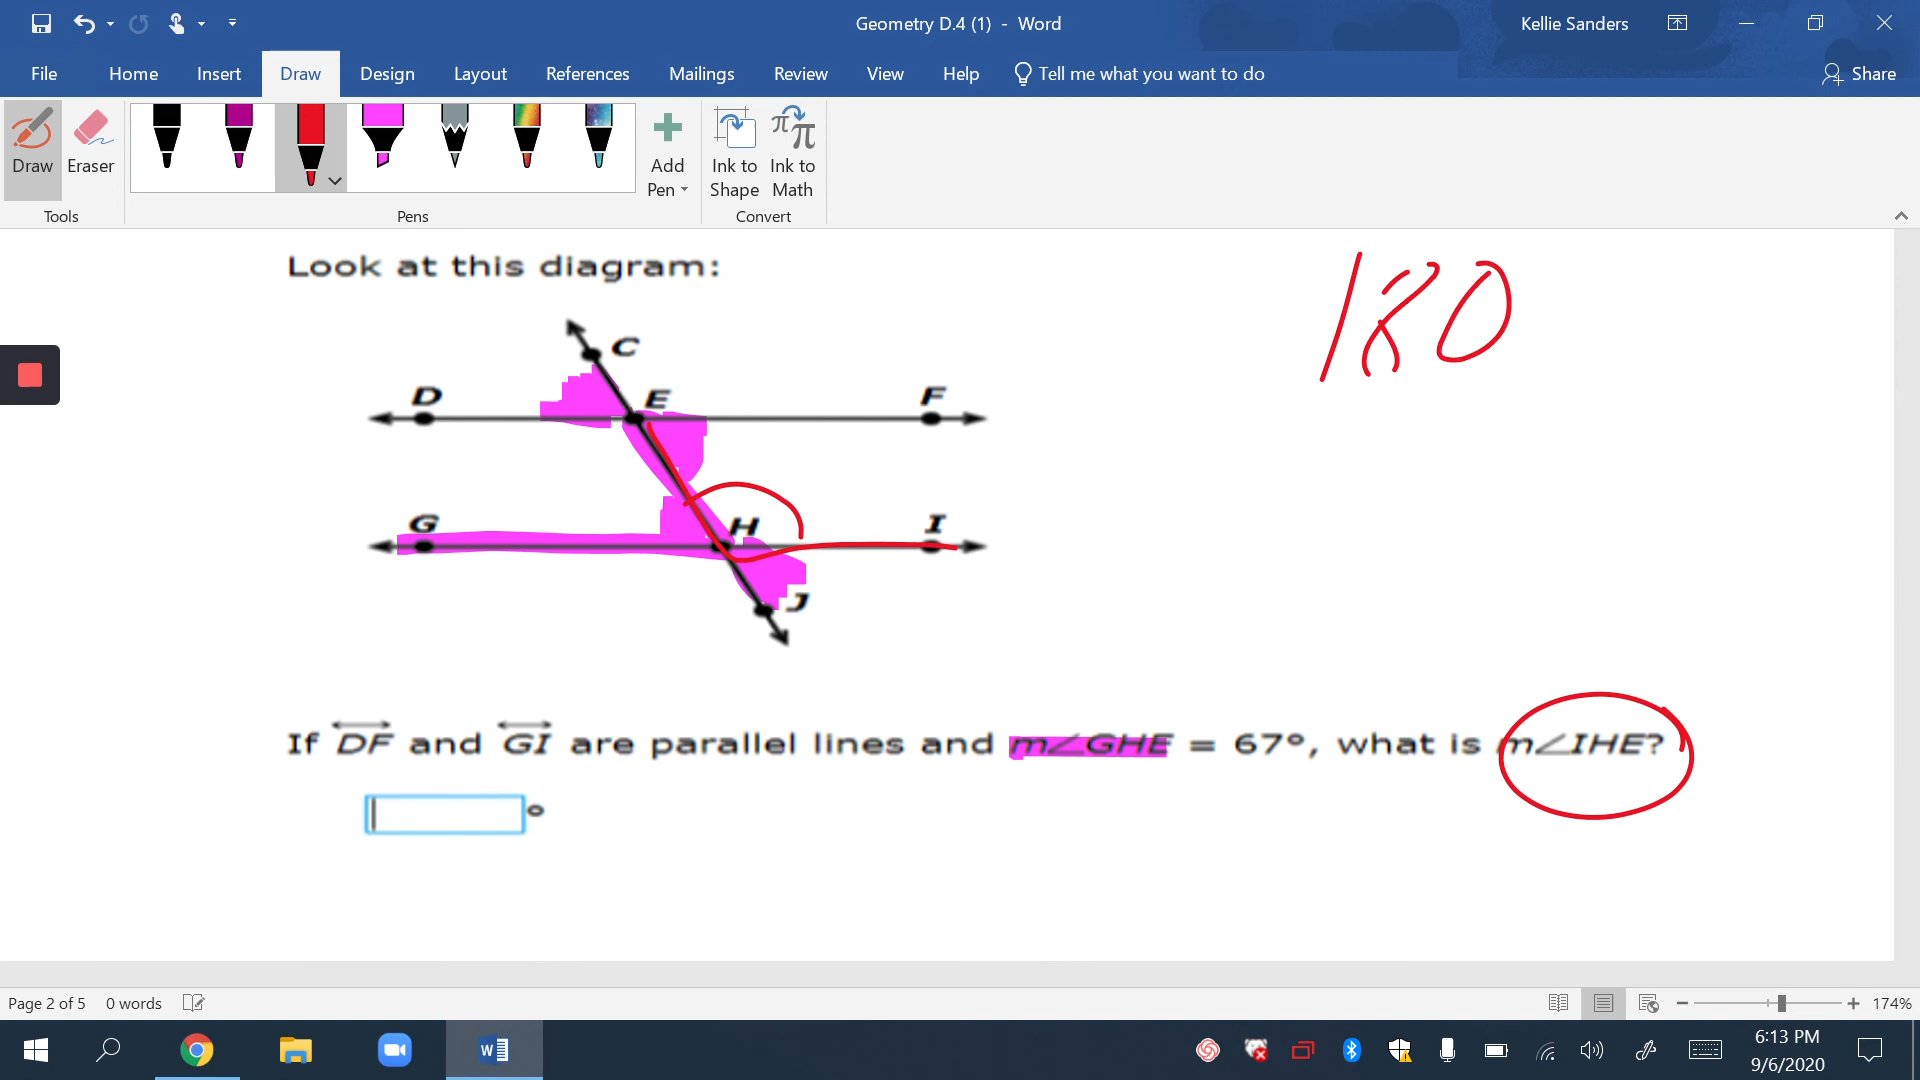 Geometry D.4 (1) - Word
Kellie Sanders
File Home Insert Draw Design Layout References Mailings Review View Help Tell me what you want to do Share
Draw Eraser Add Pen Ink to Shape Ink to Math
Tools Pens Convert
Look at this diagram:
180
C
D E F
G H I
J
If DF and GI are parallel lines and m∠GHE = 67°, what is m∠IHE?
°
Page 2 of 5 0 words 174%
6:13 PM
9/6/2020